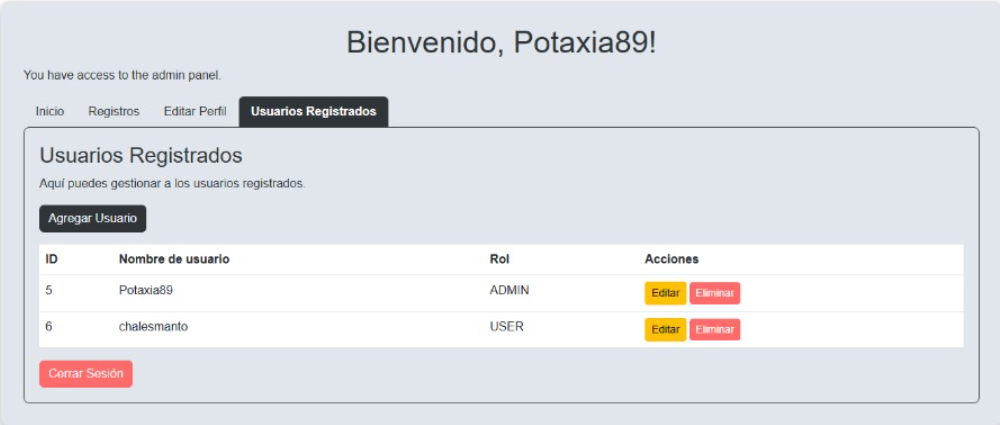 Bienvenido, Potaxia89!
You have access to the admin panel.
Inicio Registros Editar Perfil Usuarios Registrados
Usuarios Registrados
Aquí puedes gestionar a los usuarios registrados.
Agregar Usuario
ID Nombre de usuario Rol Acciones
5 Potaxia89 ADMIN Editar Eliminar
6 chalesmanto USER Editar Eliminar
Cerrar Sesión